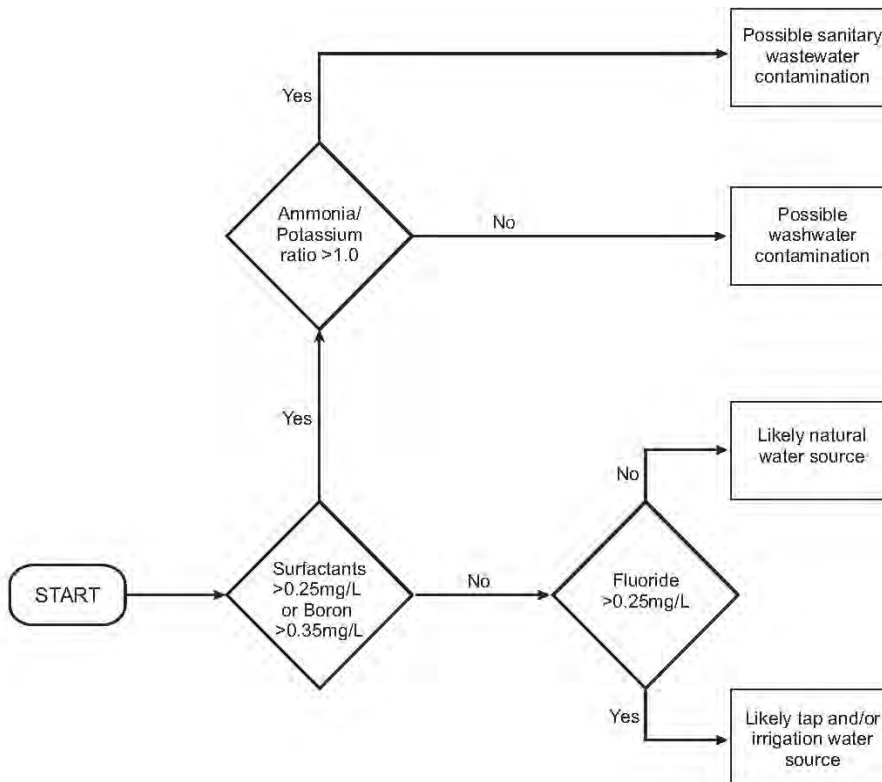 Possible sanitary
wastewater
contamination
Yes
Ammonia/
Potassium
ratio >1.0
No
Possible
washwater
contamination
Yes
Likely natural
water source
No
START
Surfactants
>0.25mg/L
or Boron
>0.35mg/L
No
Fluoride
>0.25mg/L
Yes
Likely tap and/or
irrigation water
source